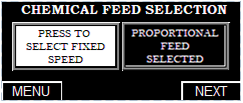 CHEMICAL FEED SELECTION
PRESS TO
SELECT FIXED
SPEED
PROPORTIONAL
FEED
SELECTED
MENU
NEXT